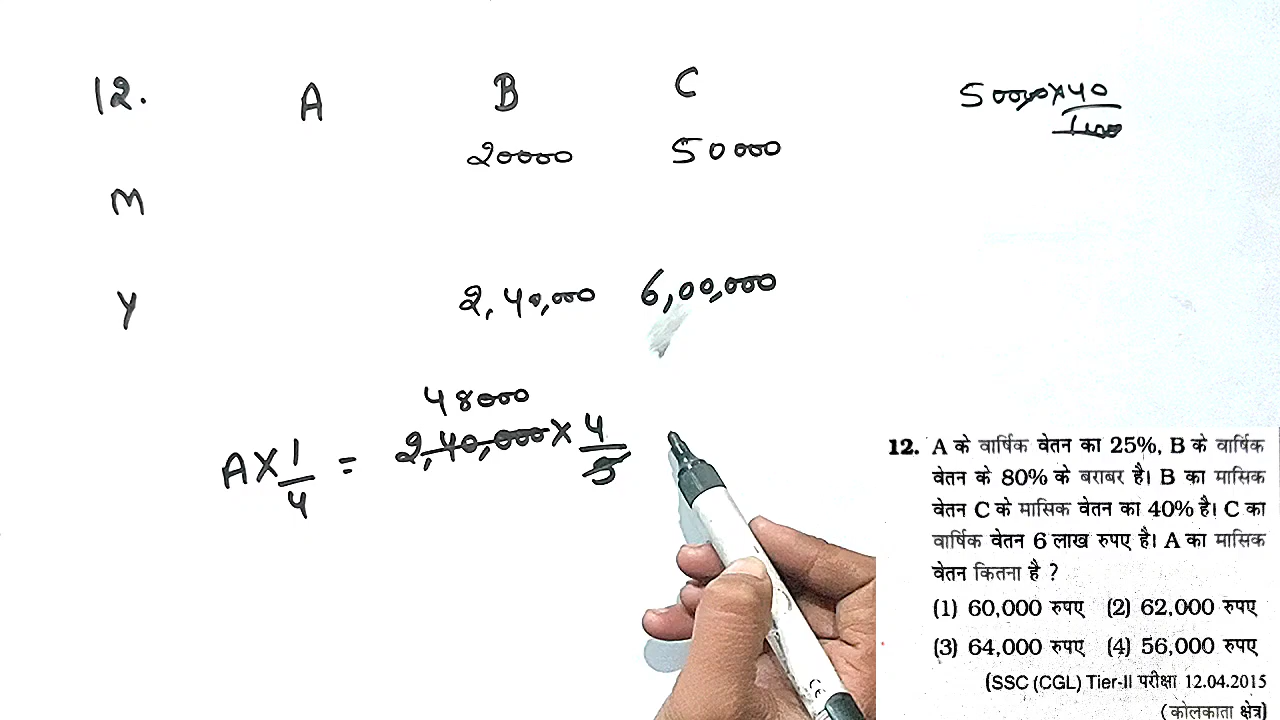 12. A B C
20000 50000
M
Y 2,40,000 6,00,000
48000
A × 1/4 = 2,40,000 × 4/5
50000×40
100
12. A के वार्षिक वेतन का 25%, B के वार्षिक
वेतन के 80% के बराबर है। B का मासिक
वेतन C के मासिक वेतन का 40% है। C का
वार्षिक वेतन 6 लाख रुपए है। A का मासिक
वेतन कितना है ?
(1) 60,000 रुपए (2) 62,000 रुपए
(3) 64,000 रुपए (4) 56,000 रुपए
(SSC (CGL) Tier-II परीक्षा 12.04.2015
(कोलकाता क्षेत्र)